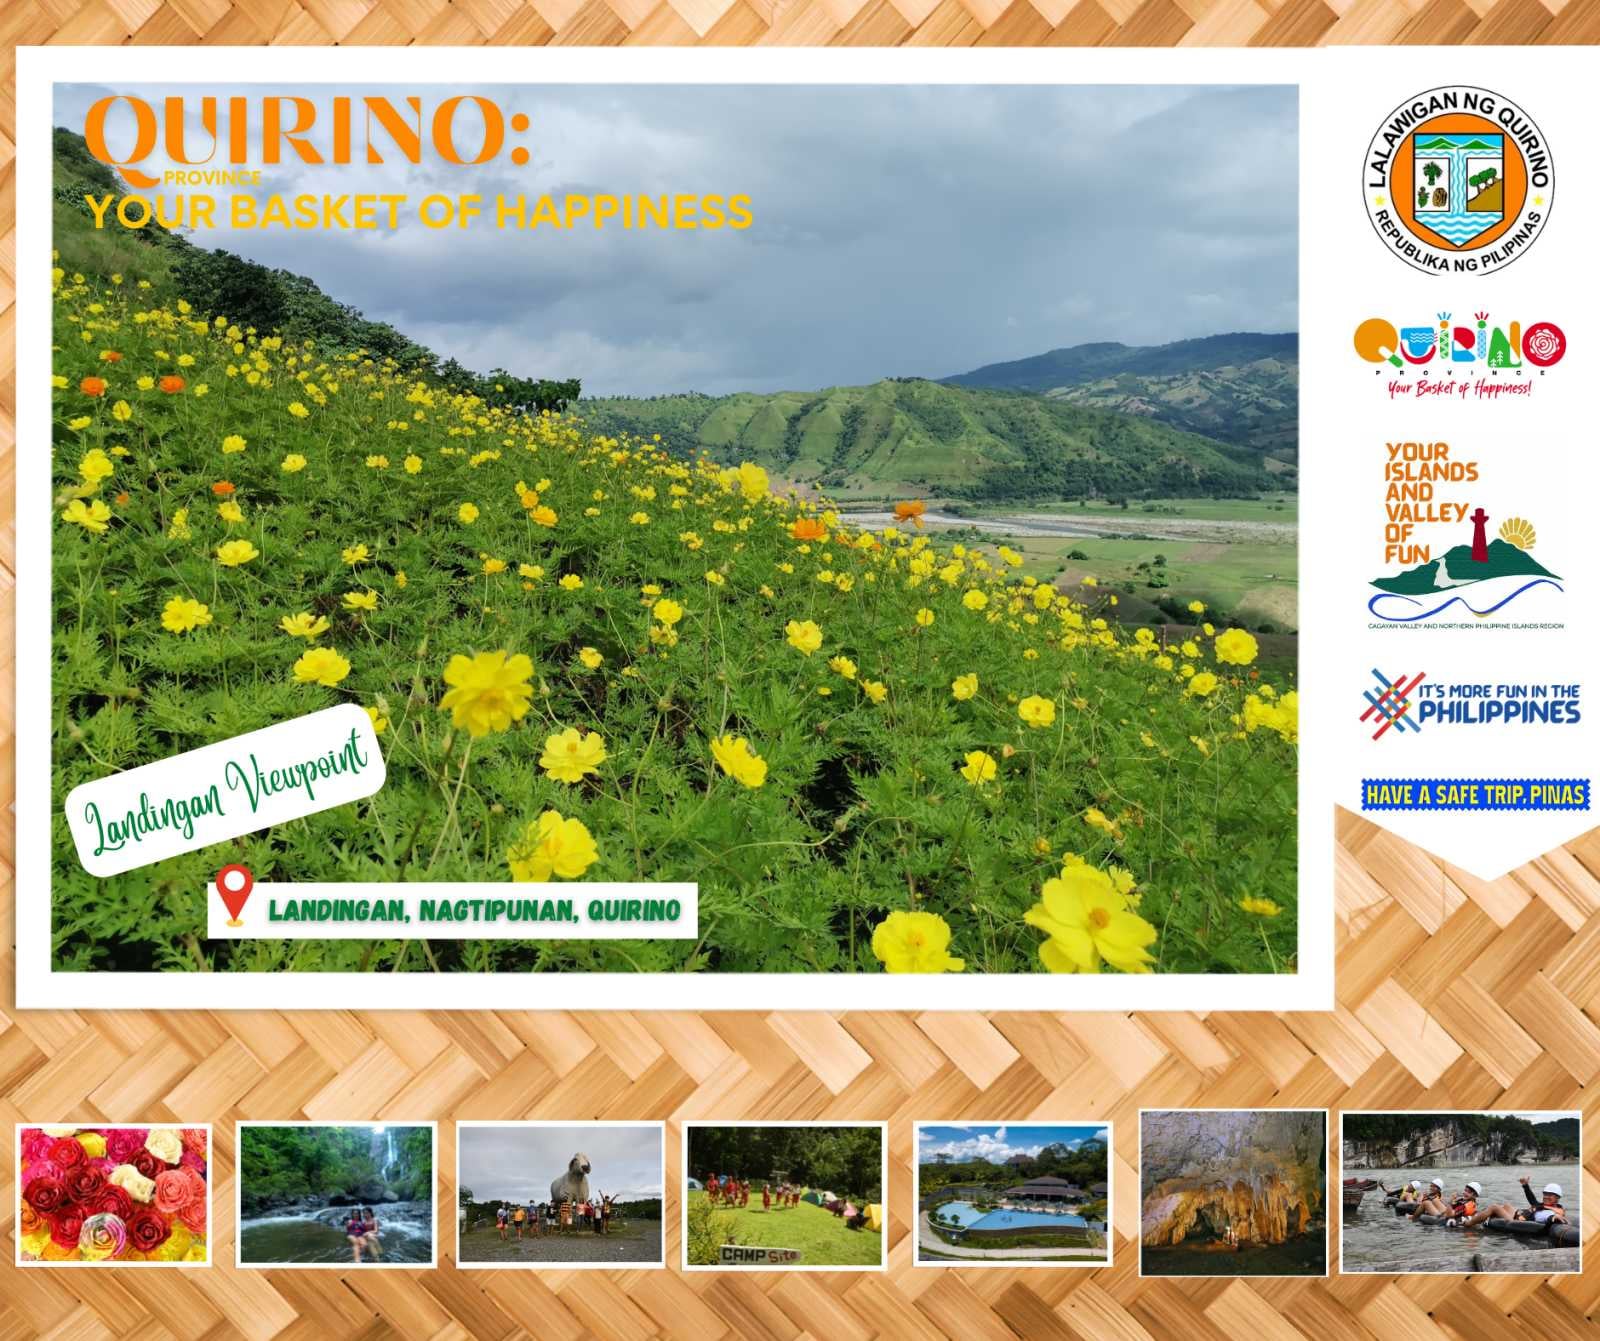 QUIRINO:
PROVINCE
YOUR BASKET OF HAPPINESS
Landingan Viewpoint
LANDINGAN, NAGTIPUNAN, QUIRINO
LALAWIGAN NG QUIRINO
REPUBLIKA NG PILIPINAS
QUIRINO
PROVINCE
Your Basket of Happiness!
YOUR
ISLANDS
AND
VALLEY
OF
FUN
CAGAYAN VALLEY AND NORTHERN PHILIPPINE ISLANDS REGION
IT'S MORE FUN IN THE
PHILIPPINES
HAVE A SAFE TRIP, PINAS
CAMP Site